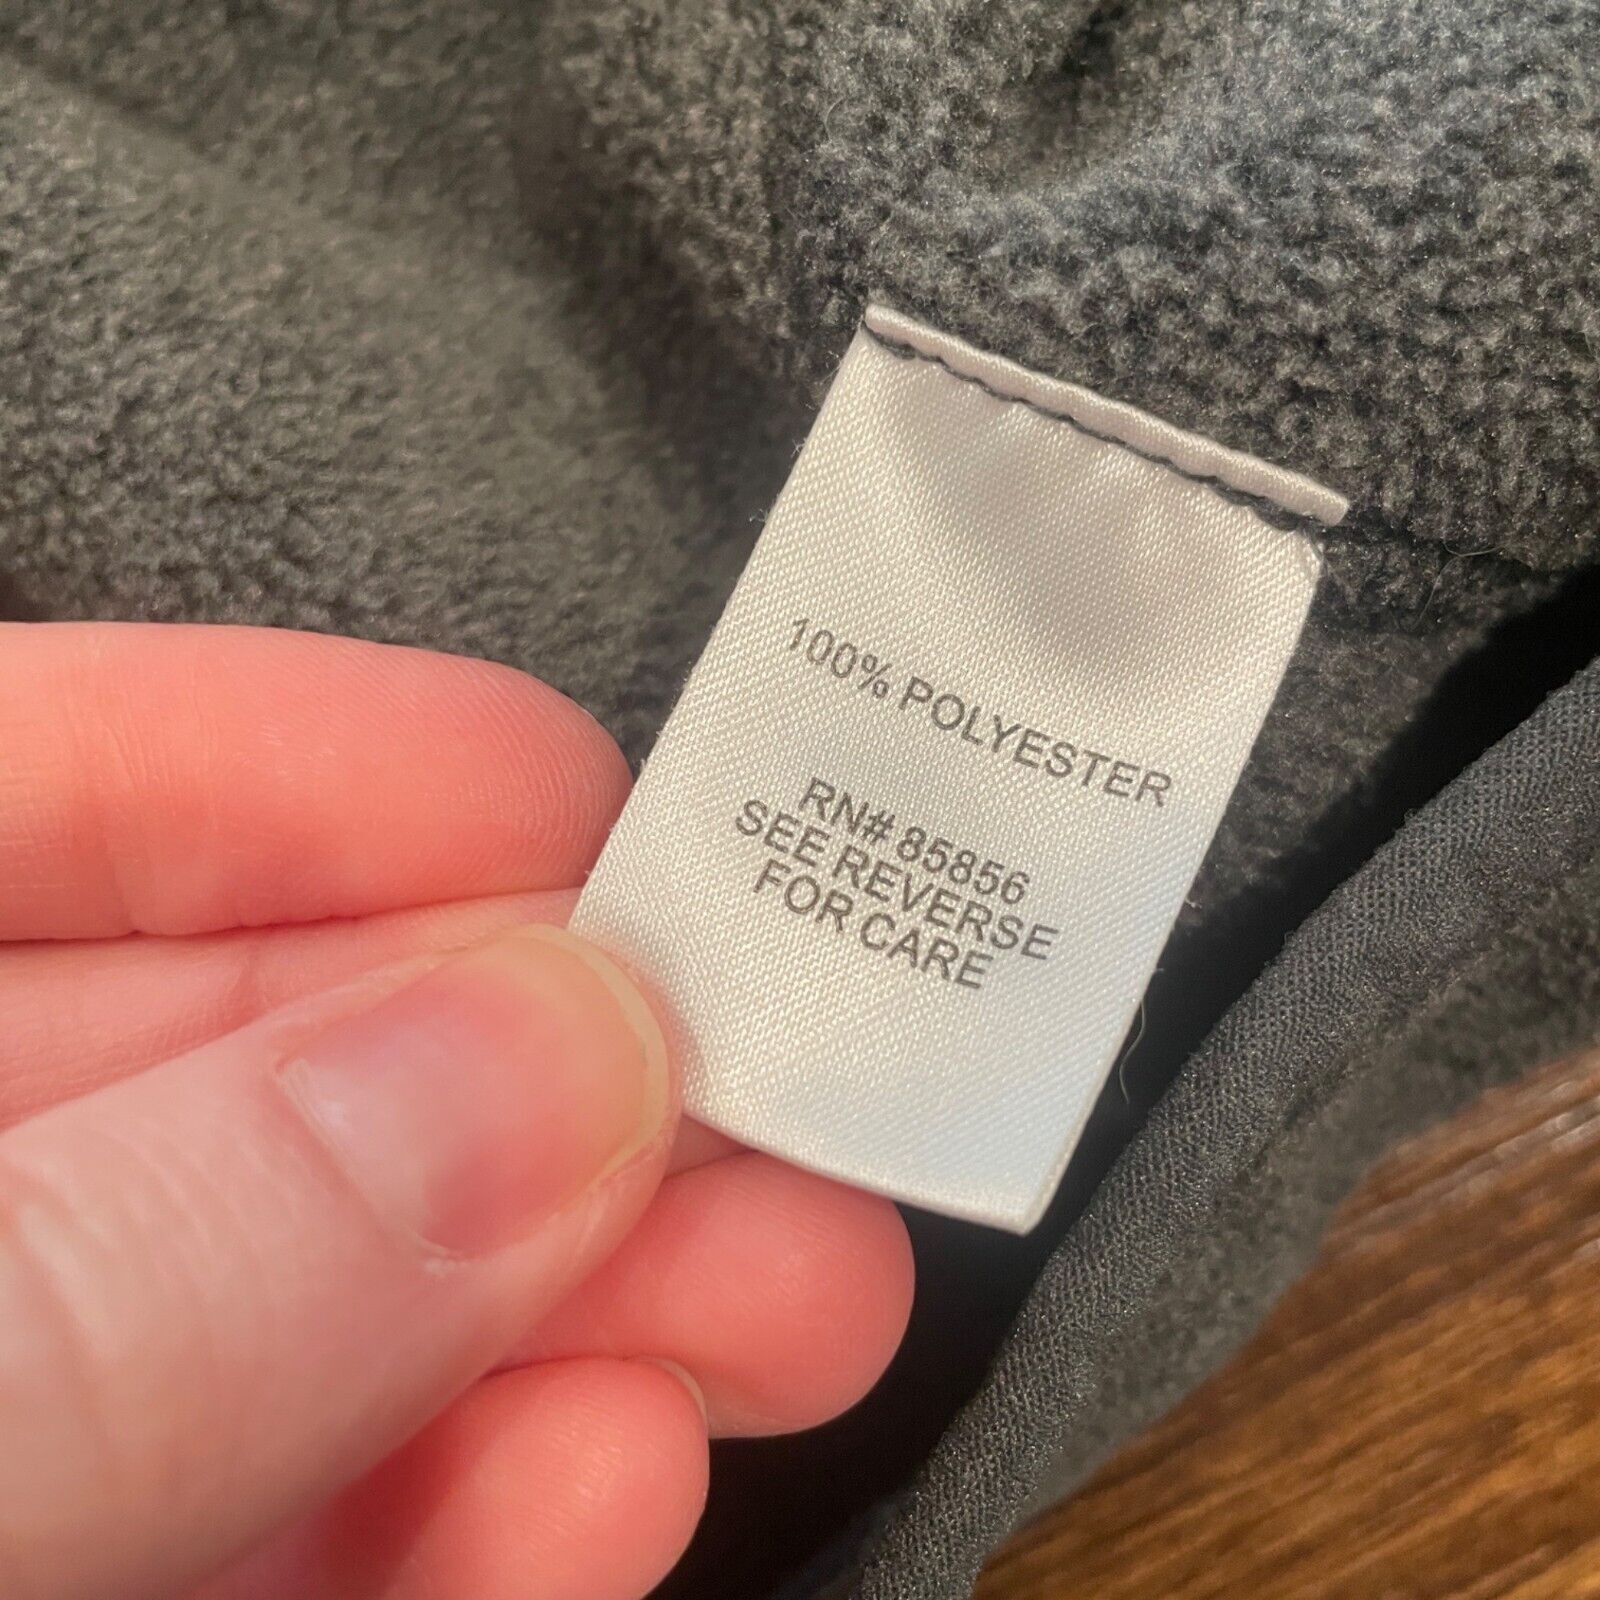 100% POLYESTER
RN# 85856
SEE REVERSE
FOR CARE